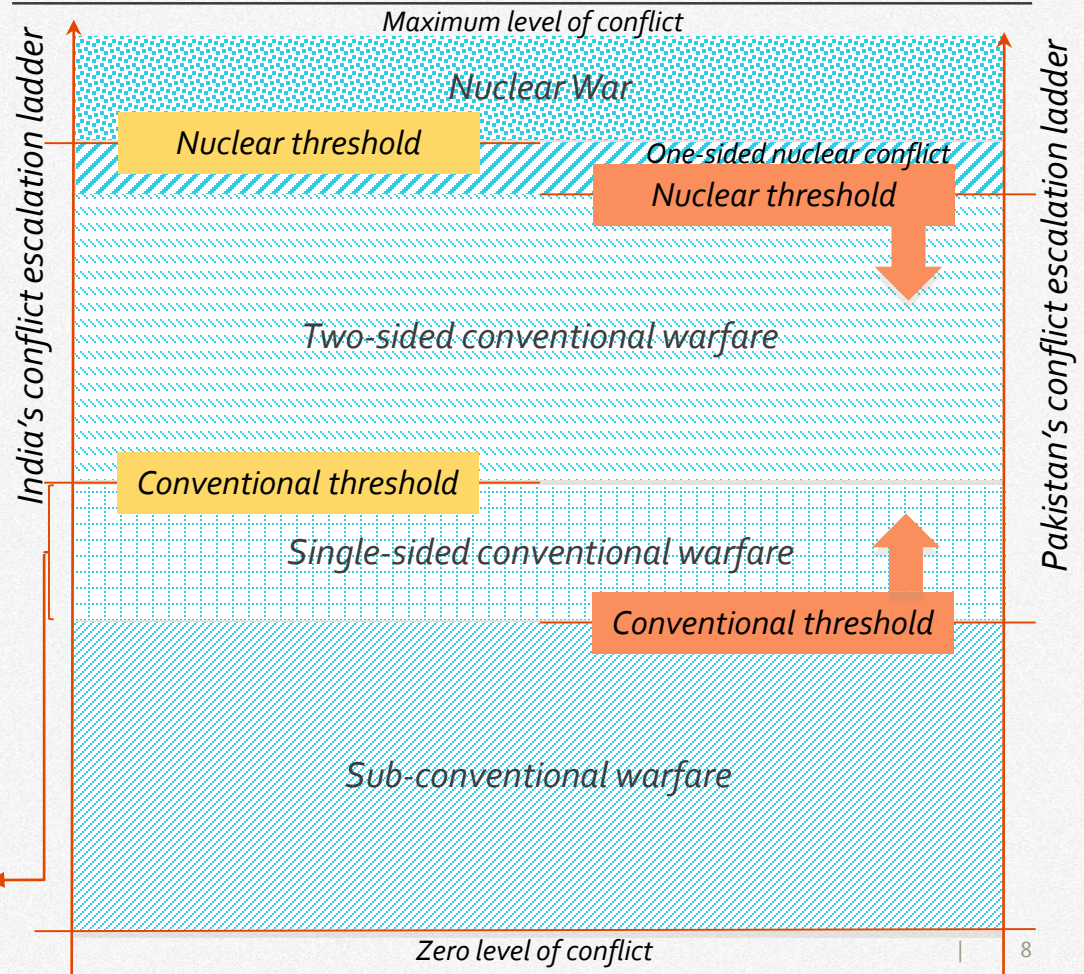 Maximum level of conflict
India's conflict escalation ladder
Pakistan's conflict escalation ladder
Nuclear War
Nuclear threshold
One-sided nuclear conflict
Nuclear threshold
Two-sided conventional warfare
Conventional threshold
Single-sided conventional warfare
Conventional threshold
Sub-conventional warfare
Zero level of conflict
| 8